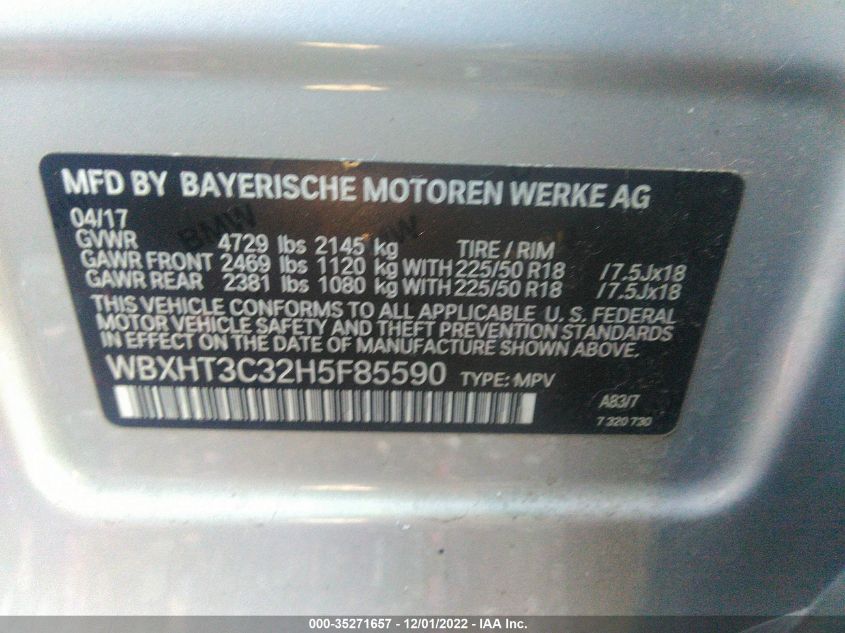 MFD BY BAYERISCHE MOTOREN WERKE AG
04/17
GVWR 4729 lbs 2145 kg TIRE / RIM
GAWR FRONT 2469 lbs 1120 kg WITH 225/50 R18 /7.5Jx18
GAWR REAR 2381 lbs 1080 kg WITH 225/50 R18 /7.5Jx18
THIS VEHICLE CONFORMS TO ALL APPLICABLE U. S. FEDERAL
MOTOR VEHICLE SAFETY AND THEFT PREVENTION STANDARDS
IN EFFECT ON THE DATE OF MANUFACTURE SHOWN ABOVE.
WBXHT3C32H5F85590 TYPE: MPV
A83/7
7 320 730
BMW
BMW
000-35271657 - 12/01/2022 - IAA Inc.